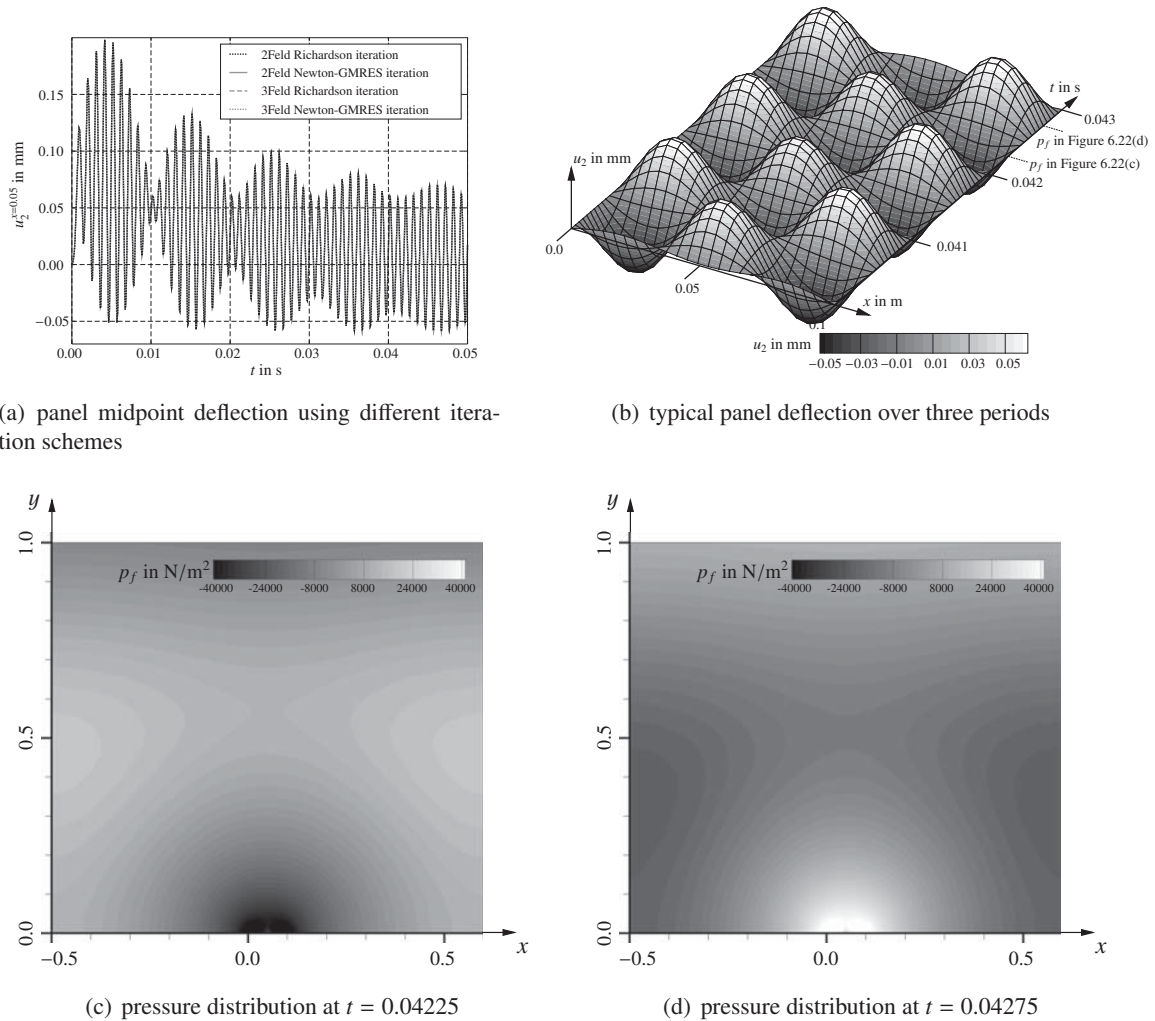 2Feld Richardson iteration
2Feld Newton-GMRES iteration
3Feld Richardson iteration
3Feld Newton-GMRES iteration
0.15
0.10
0.05
0.00
−0.05
u₂ˣ⁼⁰·⁰⁵ in mm
0.00 0.01 0.02 0.03 0.04 0.05
t in s
(a) panel midpoint deflection using different itera-
tion schemes
u₂ in mm
t in s
0.043
p_f in Figure 6.22(d)
p_f in Figure 6.22(c)
0.042
0.041
0.0
0.05
x in m
0.1
u₂ in mm
−0.05 −0.03 −0.01 0.01 0.03 0.05
(b) typical panel deflection over three periods
y
1.0
p_f in N/m²
-40000 -24000 -8000 8000 24000 40000
0.5
0.0
−0.5 0.0 0.5
x
(c) pressure distribution at t = 0.04225
y
1.0
p_f in N/m²
-40000 -24000 -8000 8000 24000 40000
0.5
0.0
−0.5 0.0 0.5
x
(d) pressure distribution at t = 0.04275